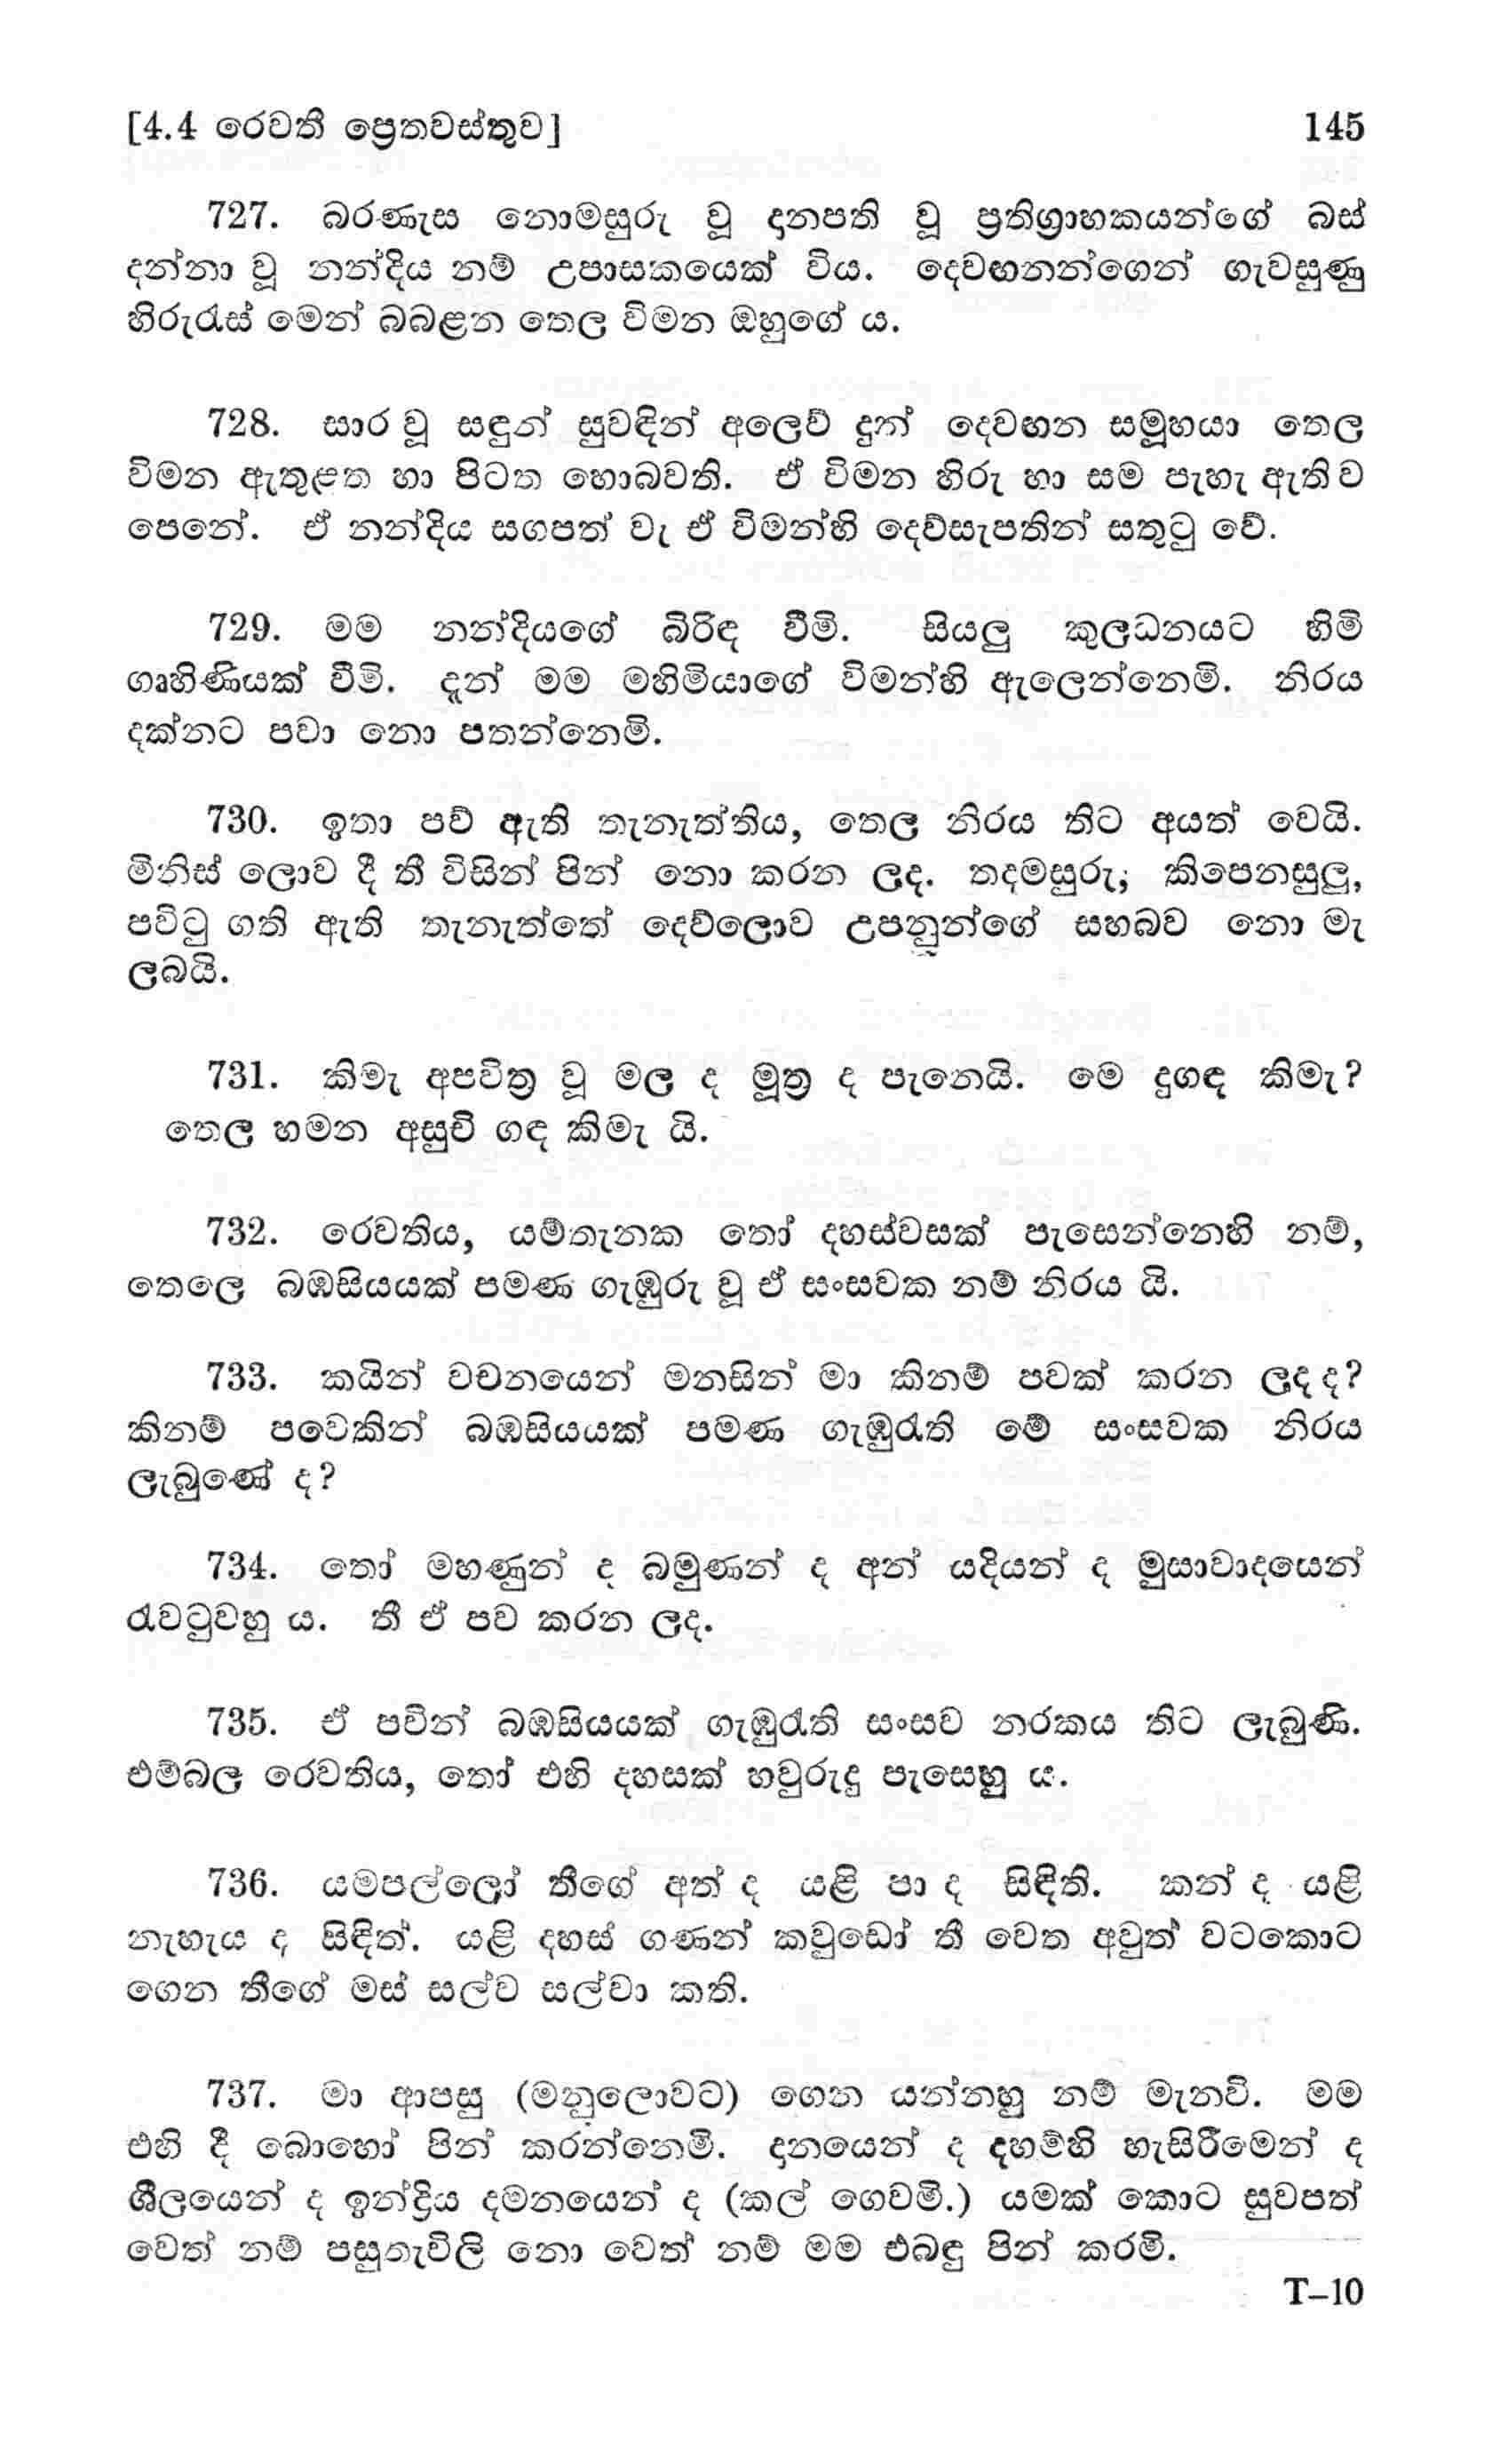 [4.4 රෙවතී ප්‍රෙතවස්තුව] 145
727. බරණැස නොමසුරු වූ දානපති වූ ප්‍රතිග්‍රාහකයන්ගේ බස්
දන්නා වූ නන්දිය නම් උපාසකයෙක් විය. දෙවඟනන්ගෙන් ගැවසුණු
හිරුරැස් මෙන් බබළන තෙල විමන ඔහුගේ ය.
728. සාර වූ සඳුන් සුවඳින් අලෙව් දුන් දෙවඟන සමූහයා තෙල
විමන ඇතුළත හා පිටත හොබවති. ඒ විමන හිරු හා සම පැහැ ඇතිව
පෙනේ. ඒ නන්දිය සගපත් වැ ඒ විමන්හි දෙව්සැපතින් සතුටු වේ.
729. මම නන්දියගේ බිරිඳ වීමි. සියලු කුලධනයට හිමි
ගෘහිණියක් වීමි. දැන් මම මහිමියාගේ විමන්හි ඇලෙන්නෙමි. නිරය
දක්නට පවා නො පතන්නෙමි.
730. ඉතා පව් ඇති තැනැත්තිය, තෙල නිරය තිට අයත් වෙයි.
මිනිස් ලොව දී තී විසින් පින් නො කරන ලද. තදමසුරු, කිපෙනසුලු,
පවිටු ගති ඇති තැනැත්තේ දෙව්ලොව උපනුන්ගේ සහබව නො මැ
ලබයි.
731. කිමැ අපවිත්‍ර වූ මල ද මූත්‍ර ද පැනෙයි. මෙ දුගඳ කිමැ?
තෙල හමන අසුචි ගඳ කිමැ යි.
732. රෙවතිය, යම්තැනක තෝ දහස්වසක් පැසෙන්නෙහි නම්,
තෙලෙ බඹසියයක් පමණ ගැඹුරු වූ ඒ සංසවක නම් නිරය යි.
733. කයින් වචනයෙන් මනසින් මා කිනම් පවක් කරන ලද ද?
කිනම් පවෙකින් බඹසියයක් පමණ ගැඹුරැති මේ සංසවක නිරය
ලැබුණේ ද?
734. තෝ මහණුන් ද බමුණන් ද අන් යදියන් ද මුසාවාදයෙන්
රැවටුවහු ය. තී ඒ පව කරන ලද.
735. ඒ පවින් බඹසියයක් ගැඹුරැති සංසව නරකය තිට ලැබුණි.
එම්බල රෙවතිය, තෝ එහි දහසක් හවුරුදු පැසෙහු ය.
736. යමපල්ලෝ තීගේ අත් ද යළි පා ද සිඳිති. කන් ද යළි
නැහැය ද සිඳිත්. යළි දහස් ගණන් කවුඩෝ තී වෙත අවුත් වටකොට
ගෙන තීගේ මස් සල්ව සල්වා කති.
737. මා ආපසු (මනුලොවට) ගෙන යන්නහු නම් මැනවි. මම
එහි දී බොහෝ පින් කරන්නෙමි. දානයෙන් ද දහම්හි හැසිරීමෙන් ද
ශීලයෙන් ද ඉන්ද්‍රිය දමනයෙන් ද (කල් ගෙවමි.) යමක් කොට සුවපත්
වෙත් නම් පසුතැවිලි නො වෙත් නම් මම එබඳු පින් කරමි.
T–10